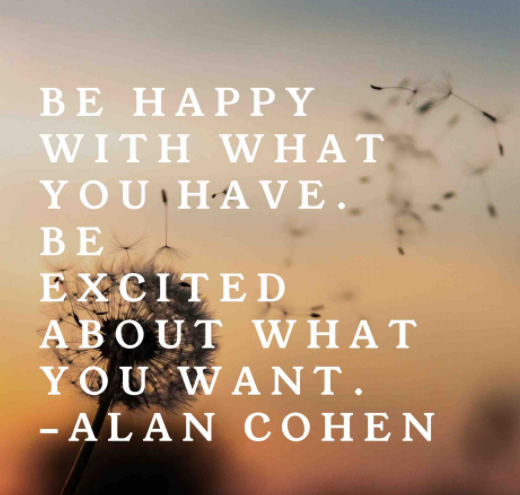 BE HAPPY
WITH WHAT
YOU HAVE.
BE
EXCITED
ABOUT WHAT
YOU WANT.
-ALAN COHEN